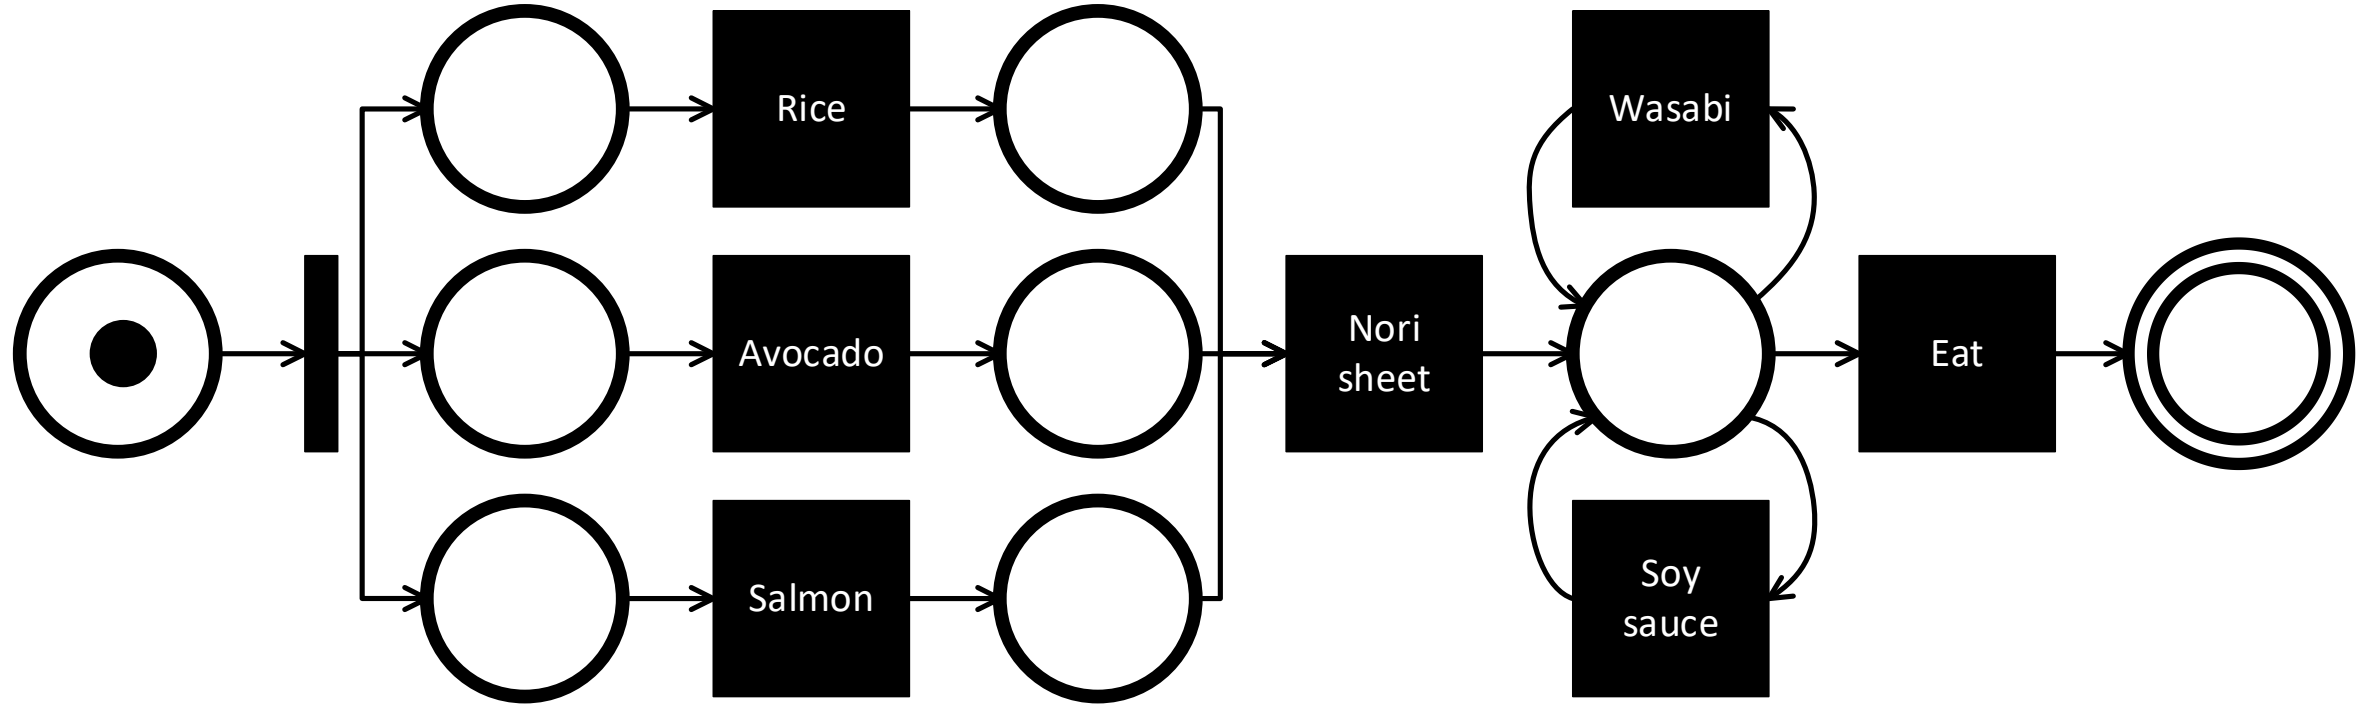 Rice
Wasabi
Avocado
Nori
sheet
Eat
Salmon
Soy
sauce